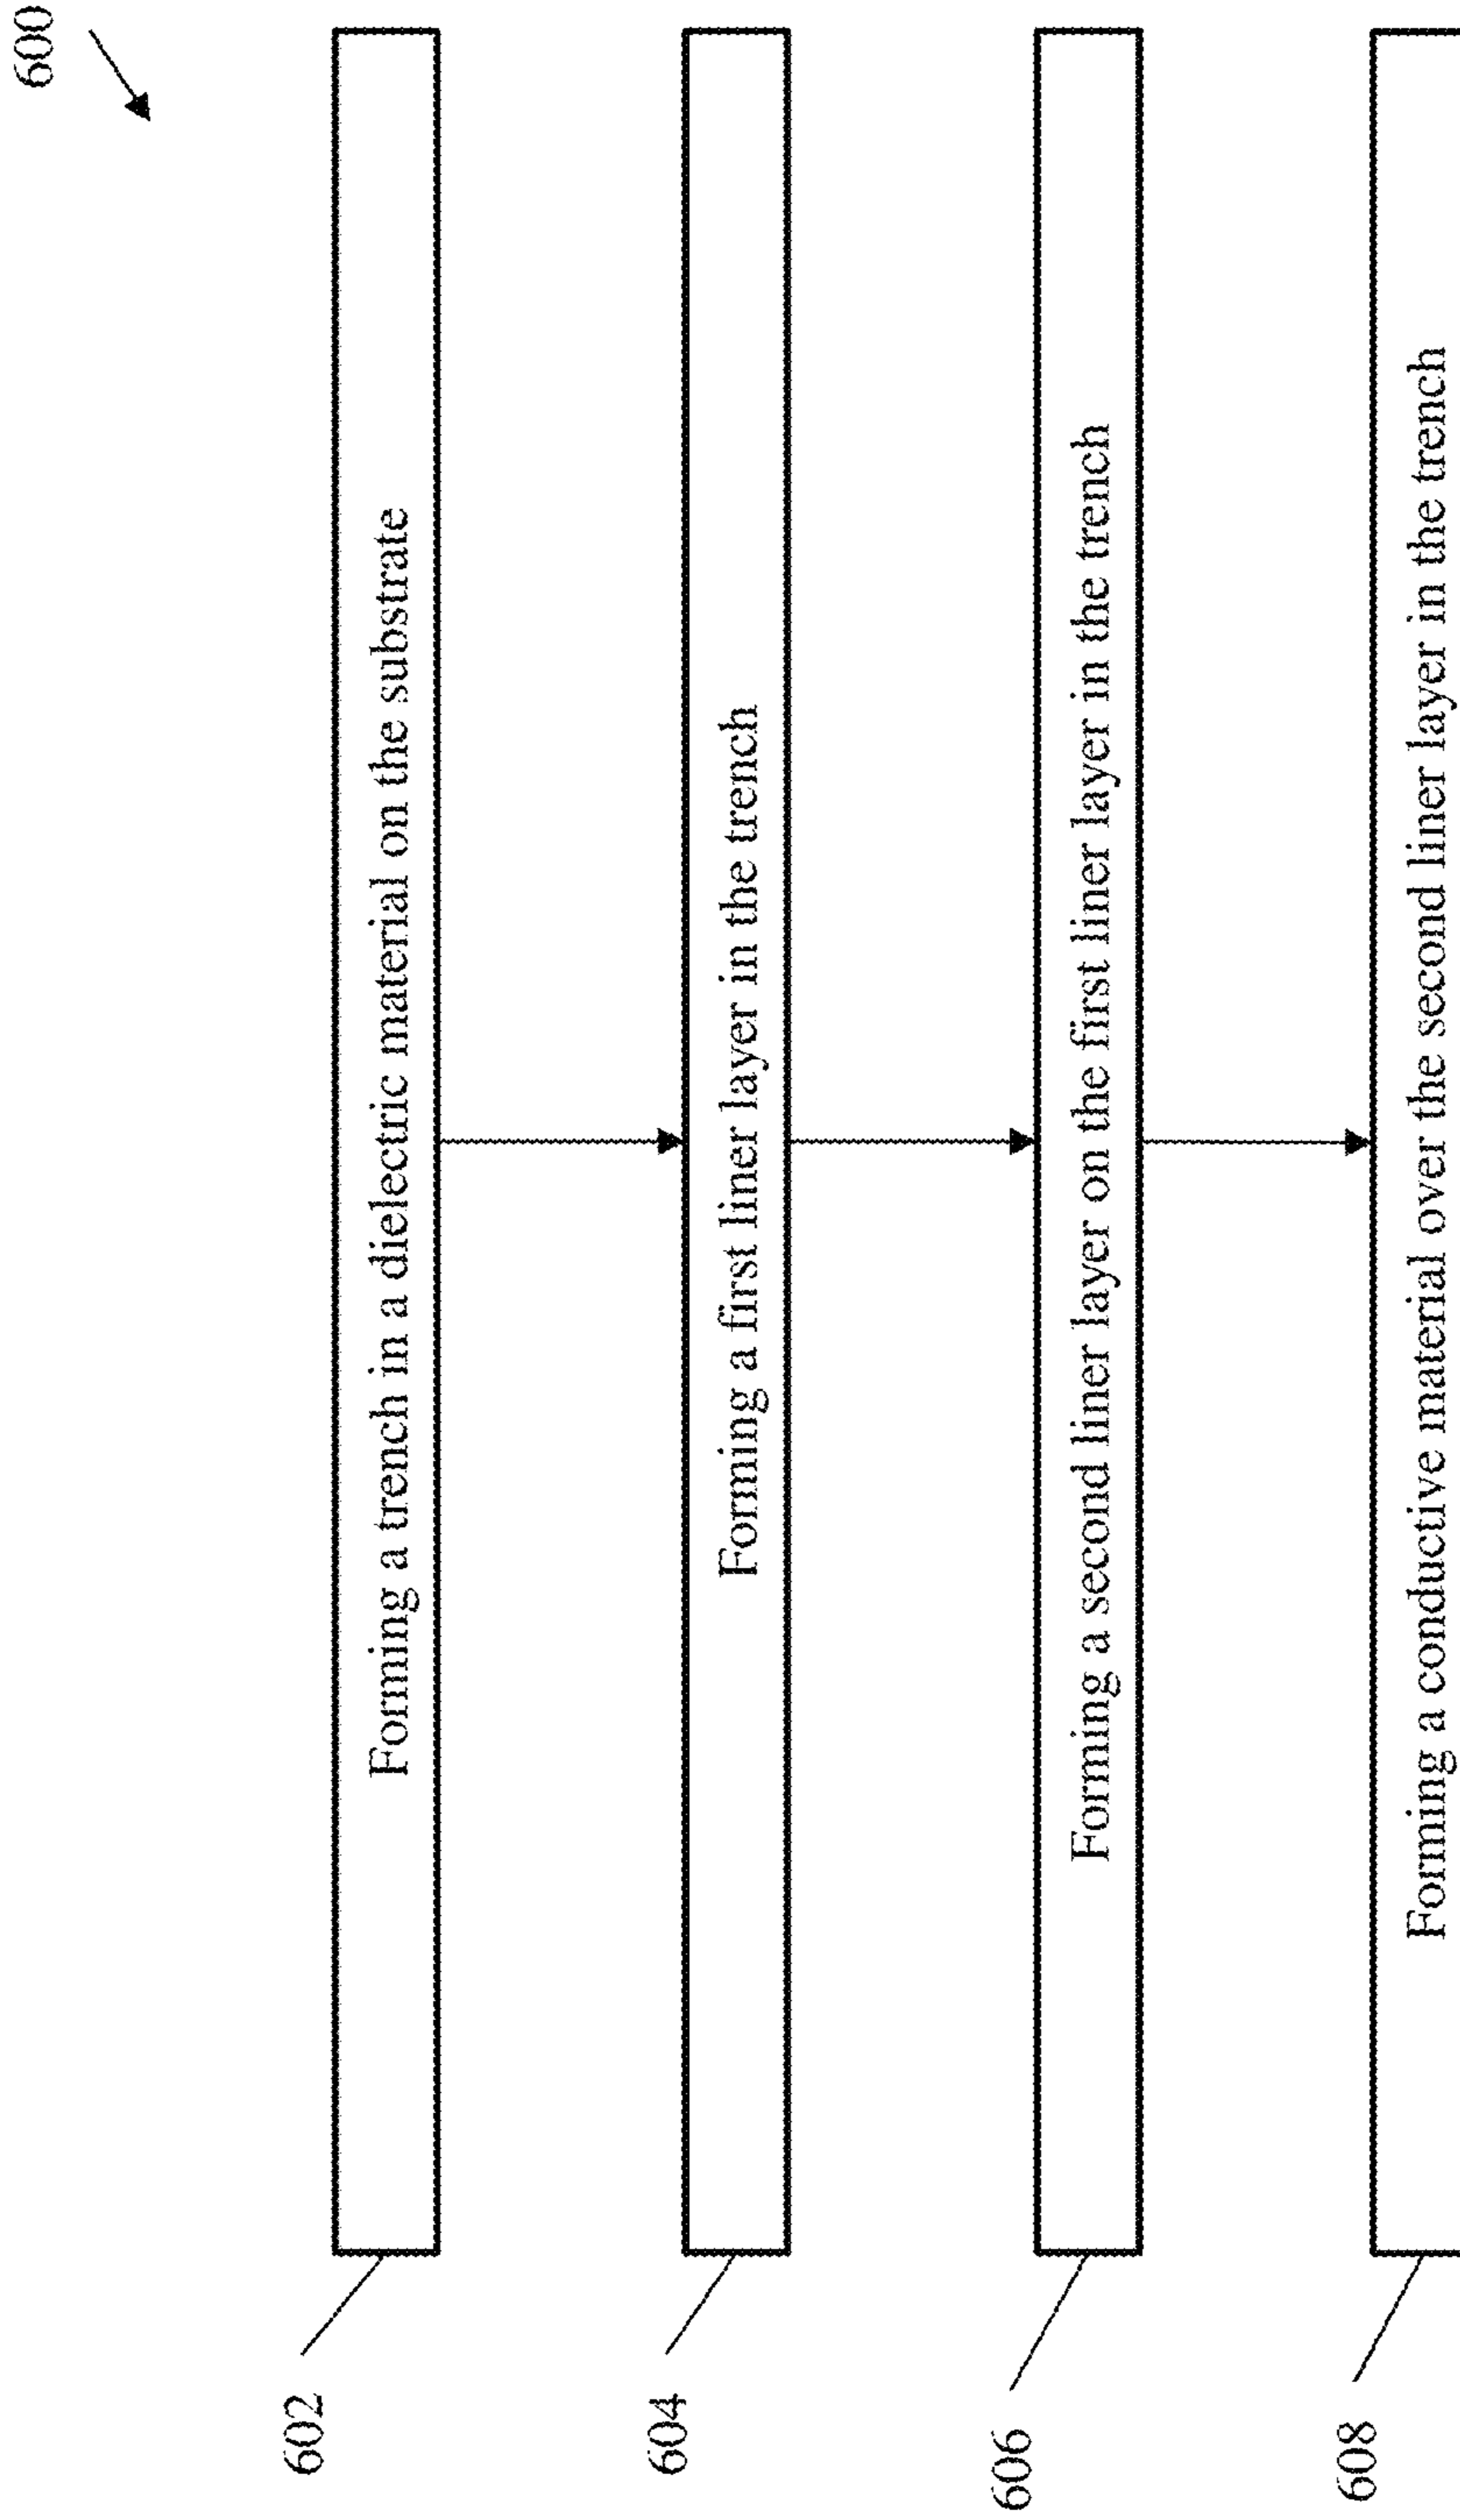 600
602
Forming a trench in a dielectric material on the substrate
604
Forming a first liner layer in the trench
606
Forming a second liner layer on the first liner layer in the trench
608
Forming a conductive material over the second liner layer in the trench